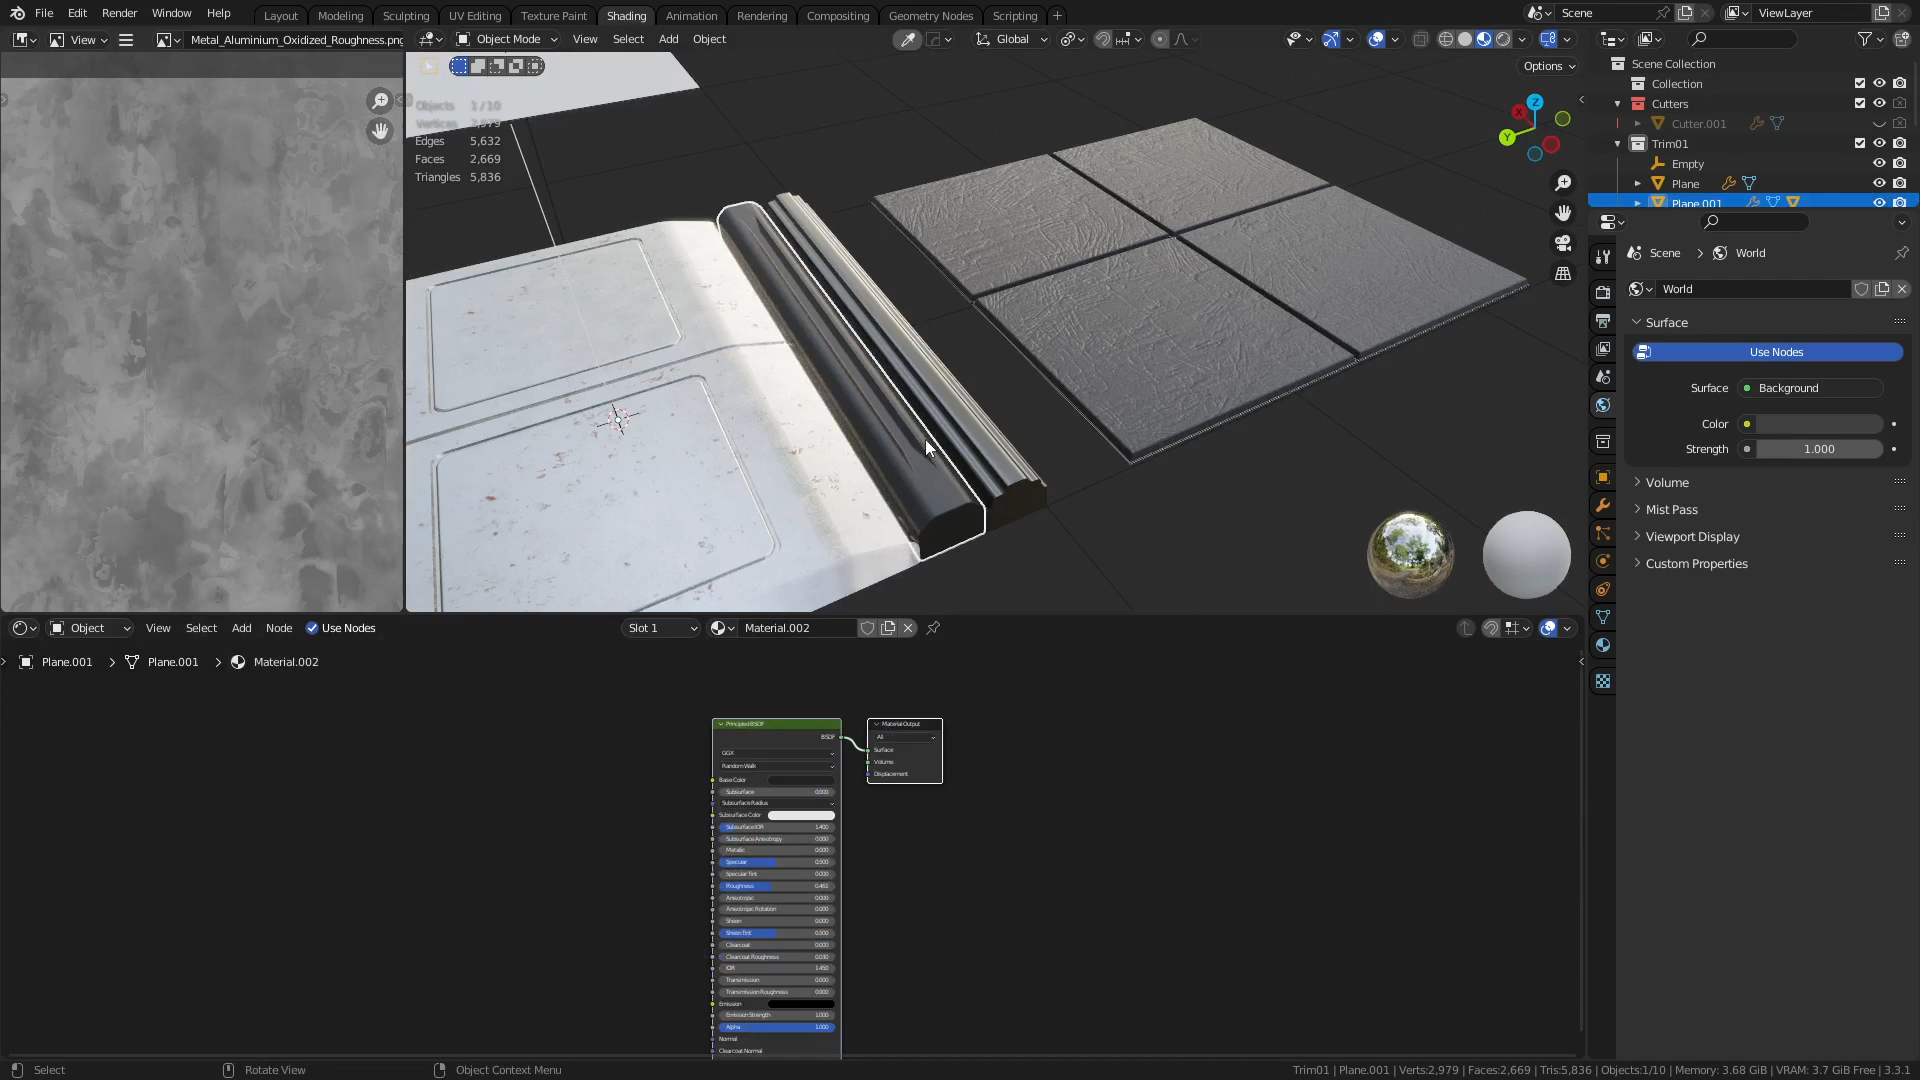 File Edit Render Window Help Layout Modeling Sculpting UV Editing Texture Paint Shading Animation Rendering Compositing Geometry Nodes Scripting + Scene ViewLayer
View Metal_Aluminium_Oxidized_Roughness.png Object Mode View Select Add Object Global
Options
Objects 1 / 10
Vertices 2,979
Edges 5,632
Faces 2,669
Triangles 5,836
Z
X
Y
Scene Collection
Collection
Cutters
Cutter.001
Trim01
Empty
Plane
Plane.001
Scene > World
World
Surface
Use Nodes
Surface Background
Color
Strength 1.000
Volume
Mist Pass
Viewport Display
Custom Properties
Object View Select Add Node Use Nodes Slot 1 Material.002
Plane.001 > Plane.001 > Material.002
Principled BSDF
BSDF
GGX
Random Walk
Base Color
Subsurface 0.000
Subsurface Radius
Subsurface Color
Subsurface IOR 1.400
Subsurface Anisotropy 0.000
Metallic 0.000
Specular 0.500
Specular Tint 0.000
Roughness 0.461
Anisotropic 0.000
Anisotropic Rotation 0.000
Sheen 0.000
Sheen Tint 0.500
Clearcoat 0.000
Clearcoat Roughness 0.030
IOR 1.450
Transmission 0.000
Transmission Roughness 0.000
Emission
Emission Strength 1.000
Alpha 1.000
Normal
Clearcoat Normal
Material Output
All
Surface
Volume
Displacement
Select Rotate View Object Context Menu Trim01 | Plane.001 | Verts:2,979 | Faces:2,669 | Tris:5,836 | Objects:1/10 | Memory: 3.68 GiB | VRAM: 3.7 GiB Free | 3.3.1